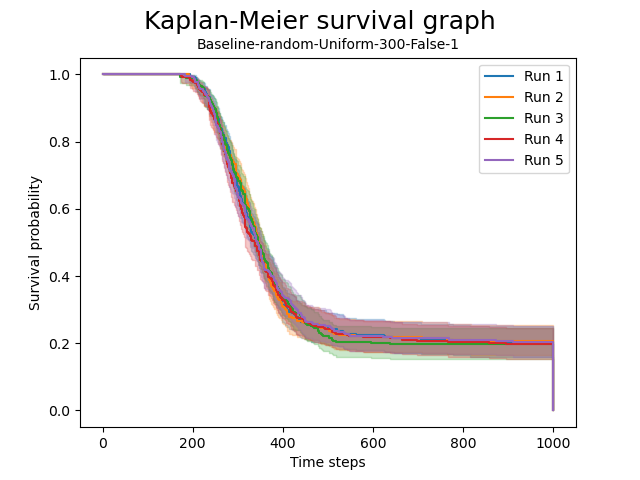 Kaplan-Meier survival graph
Baseline-random-Uniform-300-False-1
Run 1
Run 2
Run 3
Run 4
Run 5
Survival probability
1.0
0.8
0.6
0.4
0.2
0.0
0 200 400 600 800 1000
Time steps